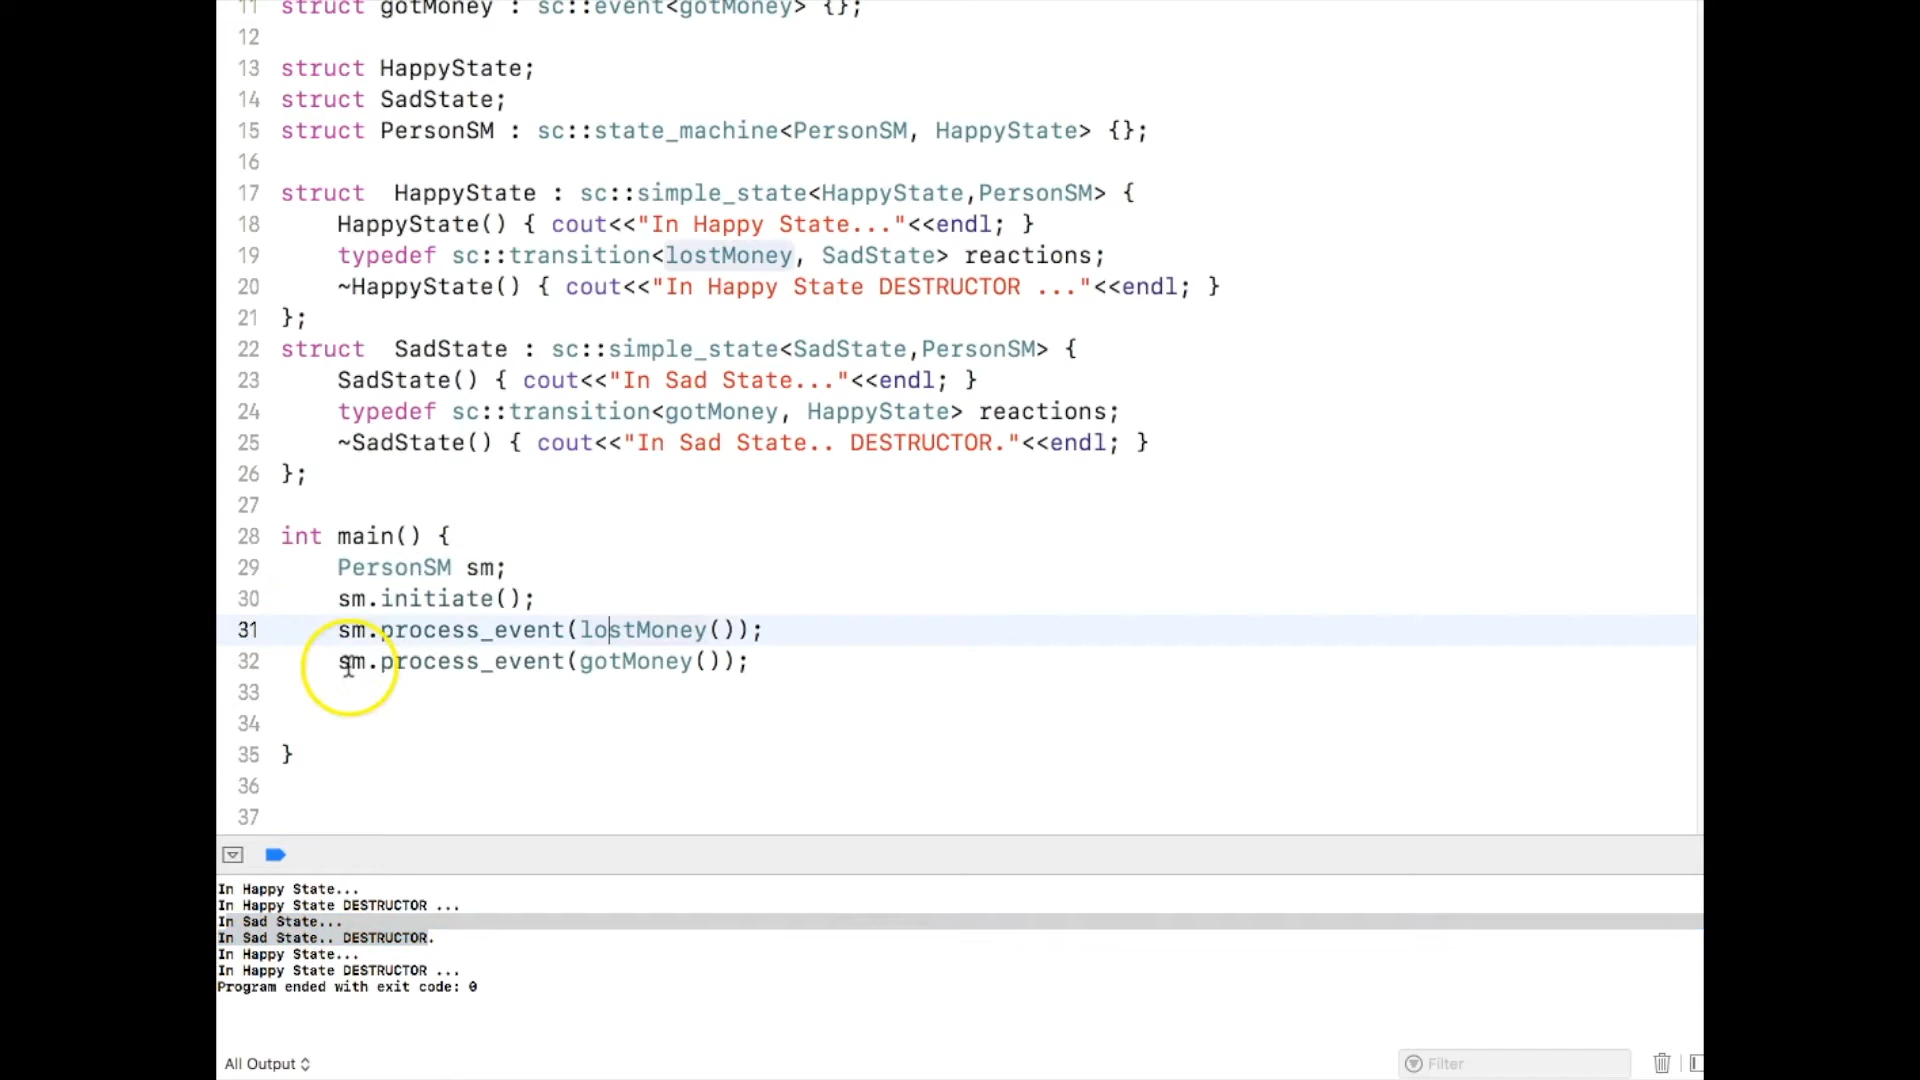 11 struct gotMoney : sc::event<gotMoney> {};
12
13 struct HappyState;
14 struct SadState;
15 struct PersonSM : sc::state_machine<PersonSM, HappyState> {};
16
17 struct  HappyState : sc::simple_state<HappyState,PersonSM> {
18     HappyState() { cout<<"In Happy State..."<<endl; }
19     typedef sc::transition<lostMoney, SadState> reactions;
20     ~HappyState() { cout<<"In Happy State DESTRUCTOR ..."<<endl; }
21 };
22 struct  SadState : sc::simple_state<SadState,PersonSM> {
23     SadState() { cout<<"In Sad State..."<<endl; }
24     typedef sc::transition<gotMoney, HappyState> reactions;
25     ~SadState() { cout<<"In Sad State.. DESTRUCTOR."<<endl; }
26 };
27
28 int main() {
29     PersonSM sm;
30     sm.initiate();
31     sm.process_event(lostMoney());
32     sm.process_event(gotMoney());
33
34
35 }
36
37
In Happy State...
In Happy State DESTRUCTOR ...
In Sad State...
In Sad State.. DESTRUCTOR.
In Happy State...
In Happy State DESTRUCTOR ...
Program ended with exit code: 0
All Output
Filter